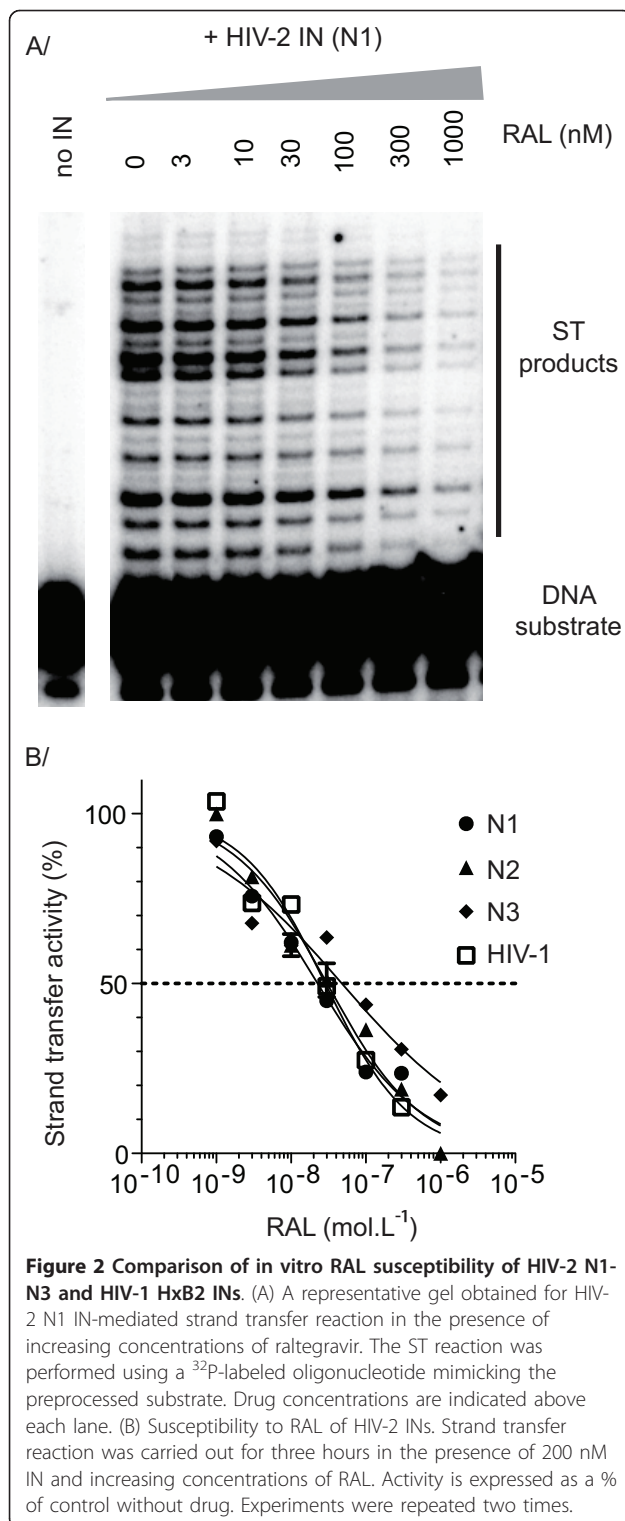 A/
+ HIV-2 IN (N1)
no IN
0 3 10 30 100 300 1000
RAL (nM)
ST
products
DNA
substrate
B/
Strand transfer activity (%)
100
50
0
N1
N2
N3
HIV-1
10⁻¹⁰ 10⁻⁹ 10⁻⁸ 10⁻⁷ 10⁻⁶ 10⁻⁵
RAL (mol.L⁻¹)
Figure 2 Comparison of in vitro RAL susceptibility of HIV-2 N1-
N3 and HIV-1 HxB2 INs. (A) A representative gel obtained for HIV-
2 N1 IN-mediated strand transfer reaction in the presence of
increasing concentrations of raltegravir. The ST reaction was
performed using a ³²P-labeled oligonucleotide mimicking the
preprocessed substrate. Drug concentrations are indicated above
each lane. (B) Susceptibility to RAL of HIV-2 INs. Strand transfer
reaction was carried out for three hours in the presence of 200 nM
IN and increasing concentrations of RAL. Activity is expressed as a %
of control without drug. Experiments were repeated two times.